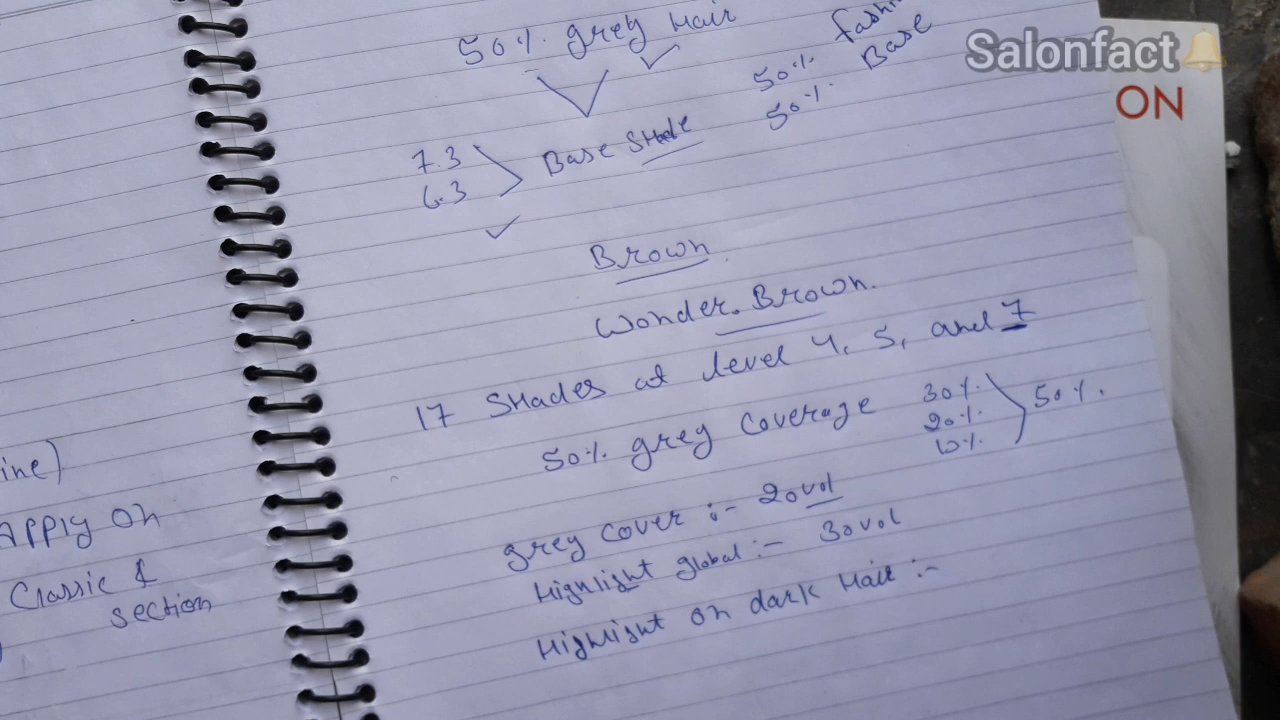 Salonfact
ON
50% grey Hair
50% fashi
50% Base
7.3
6.3
Base SHade
Brown
Wonder. Brown.
17 SHades at level 4, 5, and 7
50% grey Coverage
30%
20%
10%
50%.
grey Cover :- 20vol
Highlight global :- 30vol
Highlight on dark Hair :-
ine)
apply on
Classic &
section